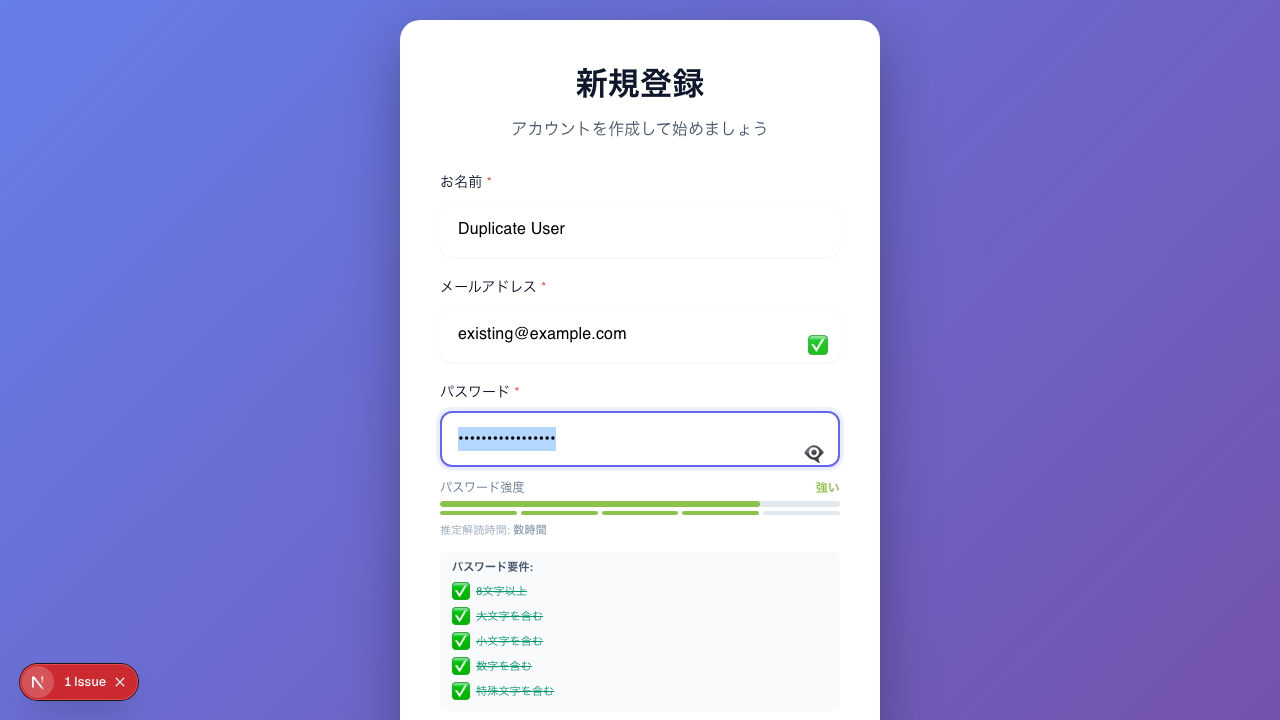 新規登録
アカウントを作成して始めましょう
お名前 *
Duplicate User
メールアドレス *
existing@example.com
パスワード *
•••••••••••••••••
パスワード強度 強い
推定解読時間: 数時間
パスワード要件:
8文字以上
大文字を含む
小文字を含む
数字を含む
特殊文字を含む
N 1 Issue